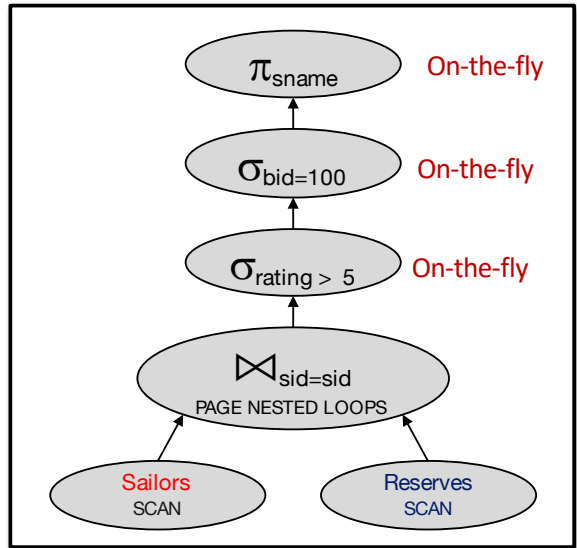 πsname On-the-fly
σbid=100 On-the-fly
σrating > 5 On-the-fly
⋈sid=sid
PAGE NESTED LOOPS
Sailors
SCAN
Reserves
SCAN